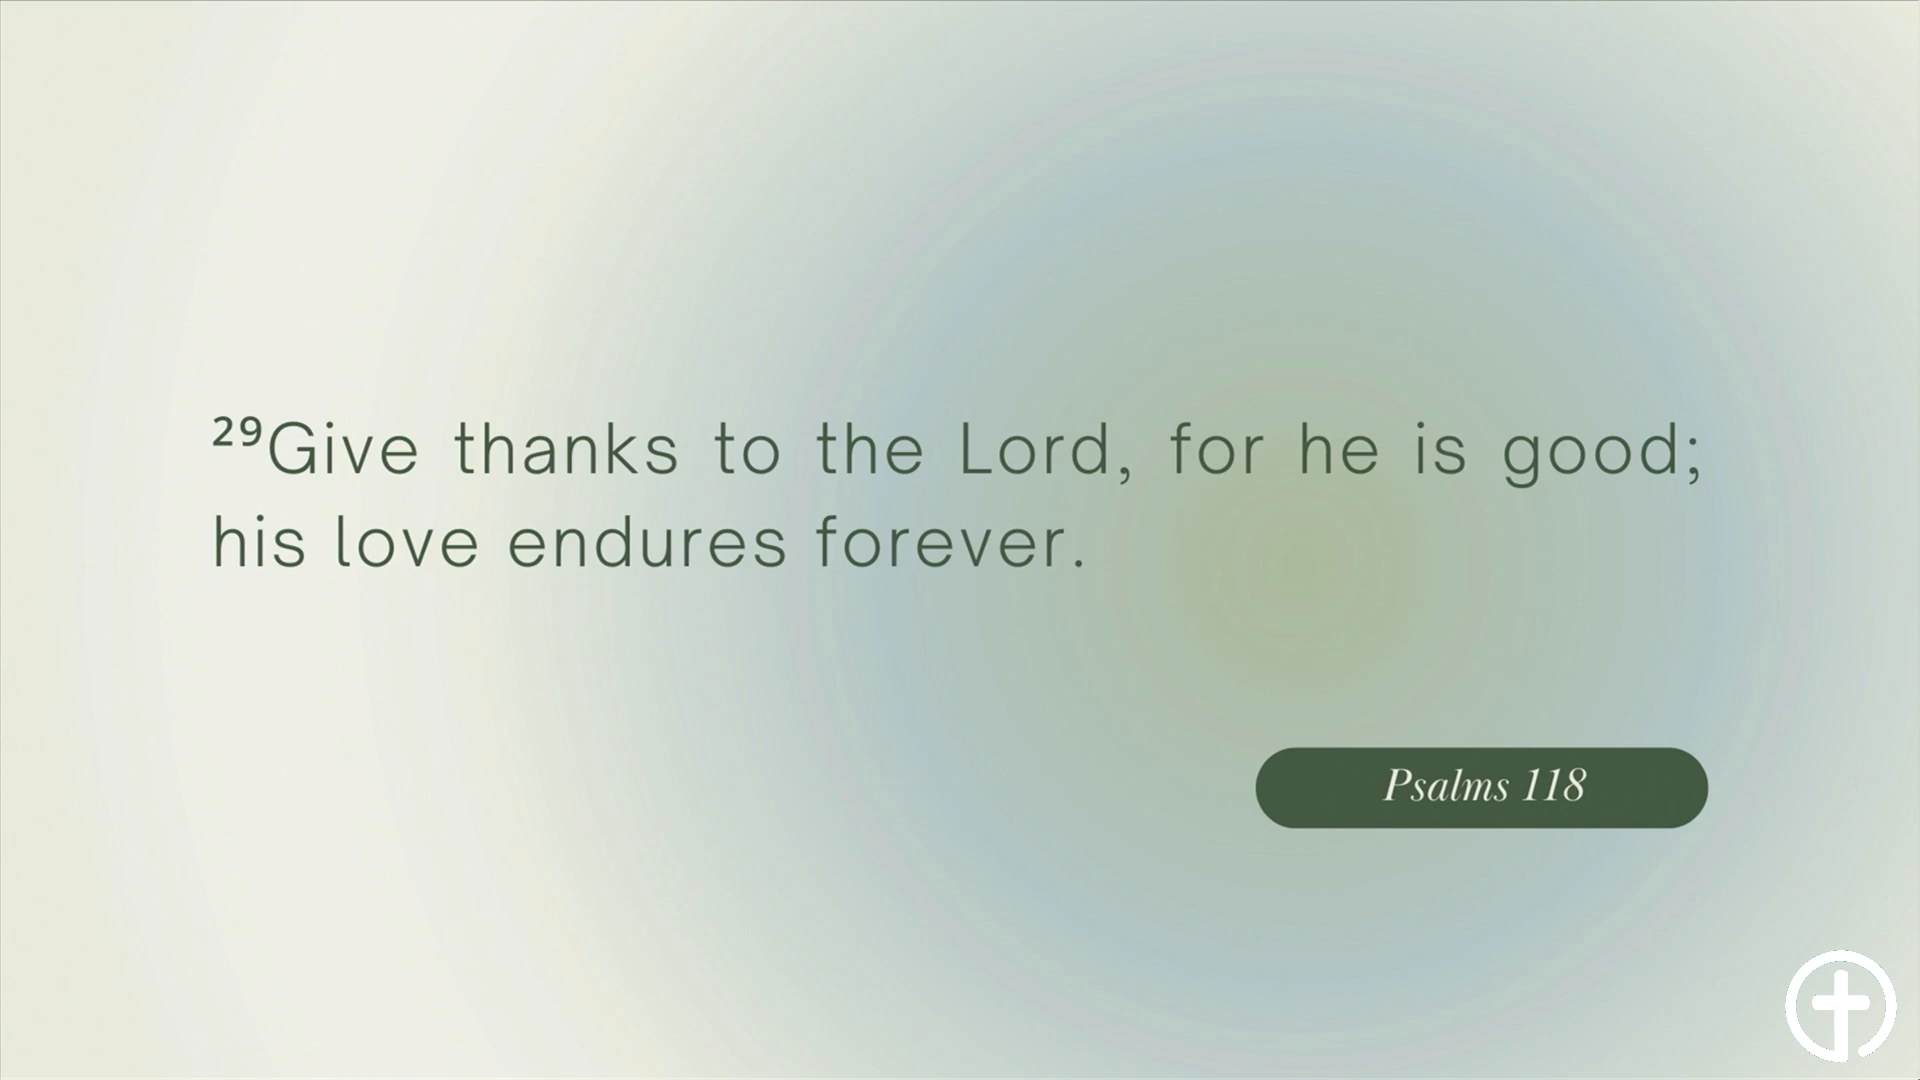 ²⁹Give thanks to the Lord, for he is good;
his love endures forever.
Psalms 118